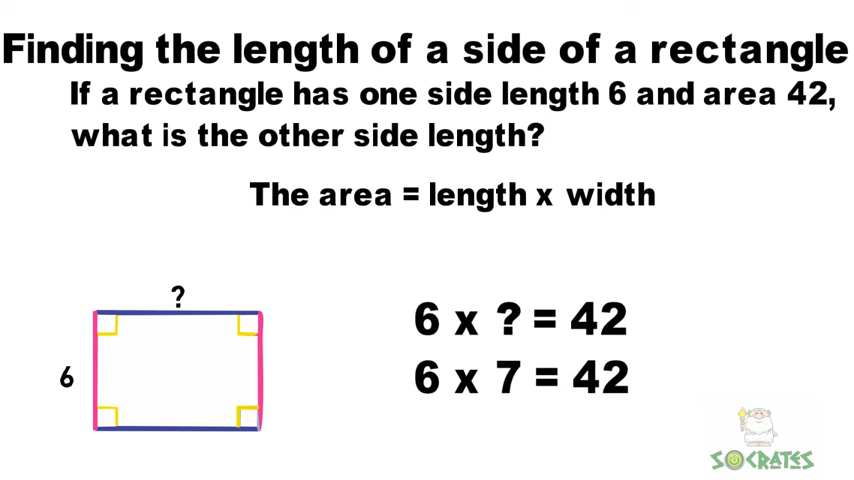 Finding the length of a side of a rectangle
If a rectangle has one side length 6 and area 42,
what is the other side length?
The area = length x width
?
6
6 x ? = 42
6 x 7 = 42
SOCRATES